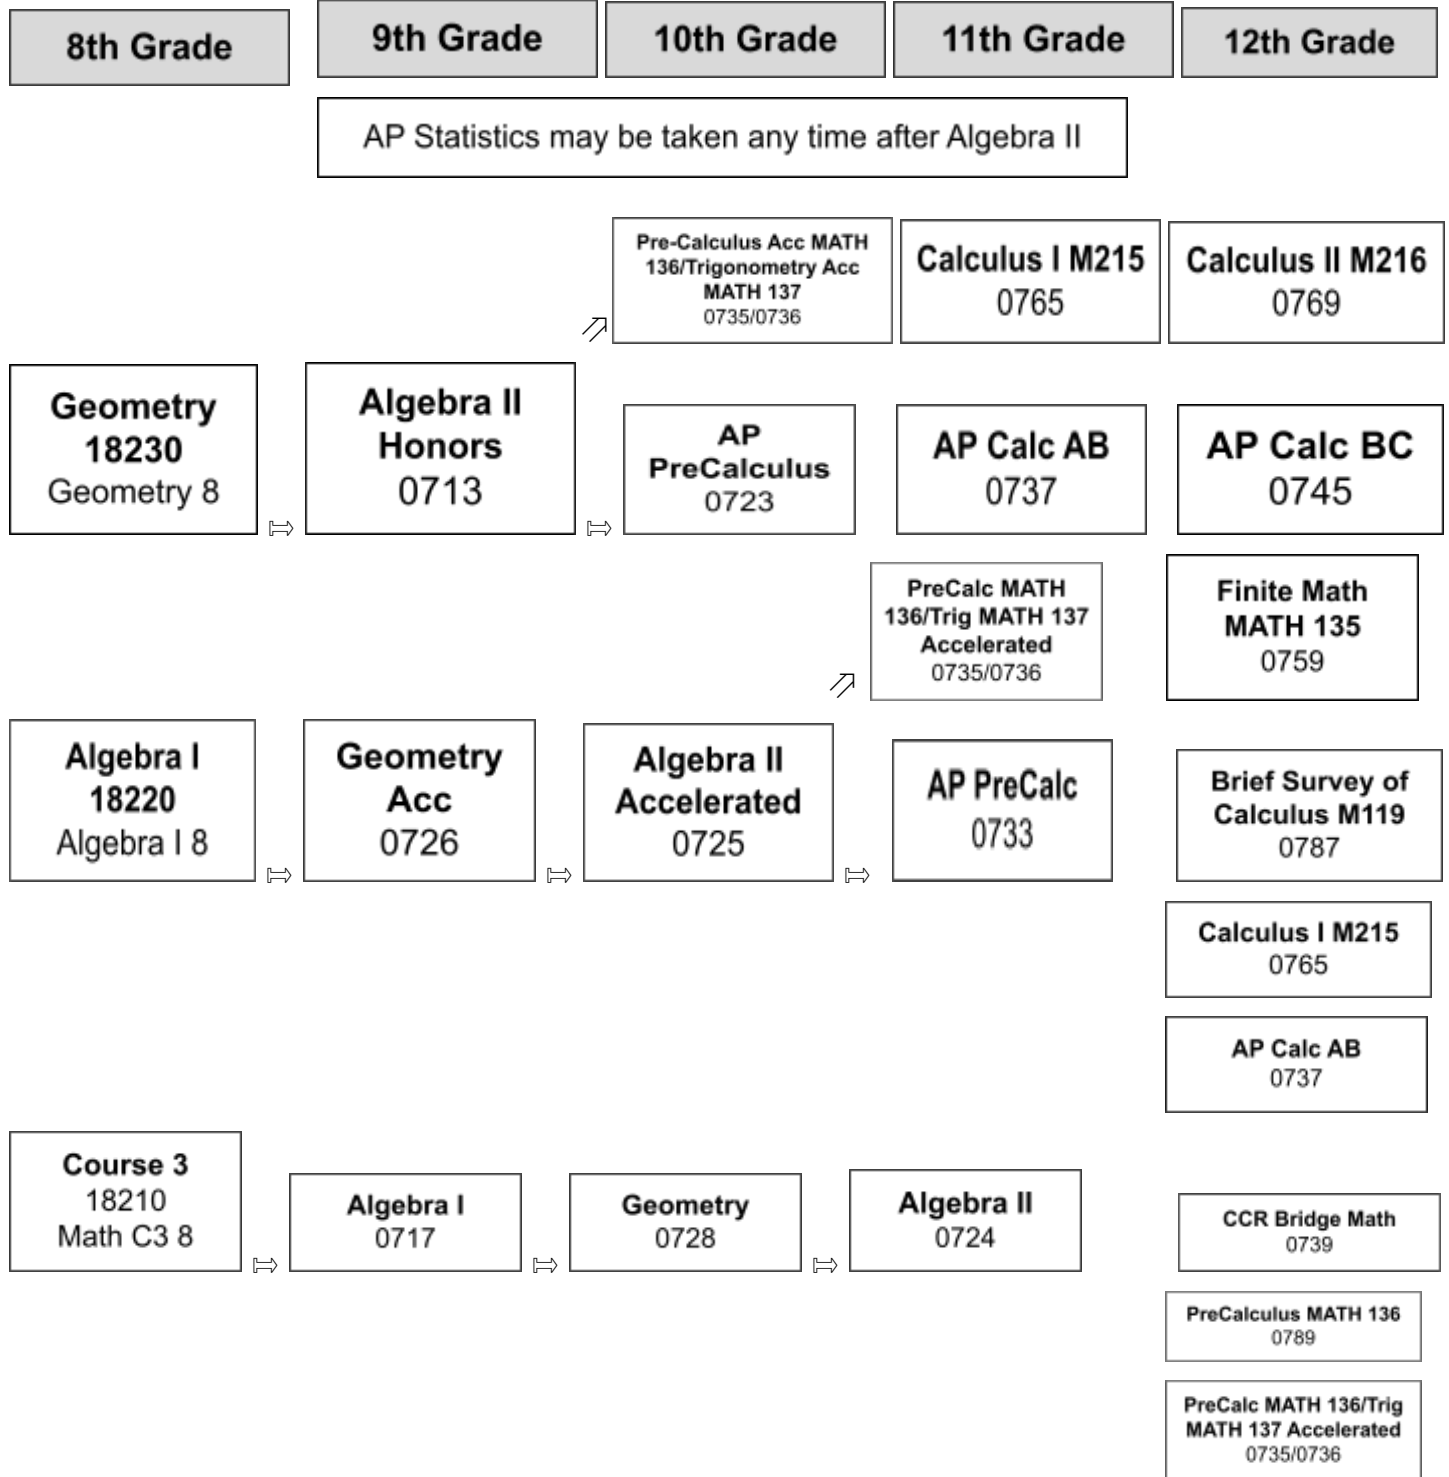 8th Grade
9th Grade
10th Grade
11th Grade
12th Grade
AP Statistics may be taken any time after Algebra II
Pre-Calculus Acc MATH
136/Trigonometry Acc
MATH 137
0735/0736
Calculus I M215
0765
Calculus II M216
0769
Geometry
18230
Geometry 8
Algebra II
Honors
0713
AP
PreCalculus
0723
AP Calc AB
0737
AP Calc BC
0745
PreCalc MATH
136/Trig MATH 137
Accelerated
0735/0736
Finite Math
MATH 135
0759
Algebra I
18220
Algebra I 8
Geometry
Acc
0726
Algebra II
Accelerated
0725
AP PreCalc
0733
Brief Survey of
Calculus M119
0787
Calculus I M215
0765
AP Calc AB
0737
Course 3
18210
Math C3 8
Algebra I
0717
Geometry
0728
Algebra II
0724
CCR Bridge Math
0739
PreCalculus MATH 136
0789
PreCalc MATH 136/Trig
MATH 137 Accelerated
0735/0736